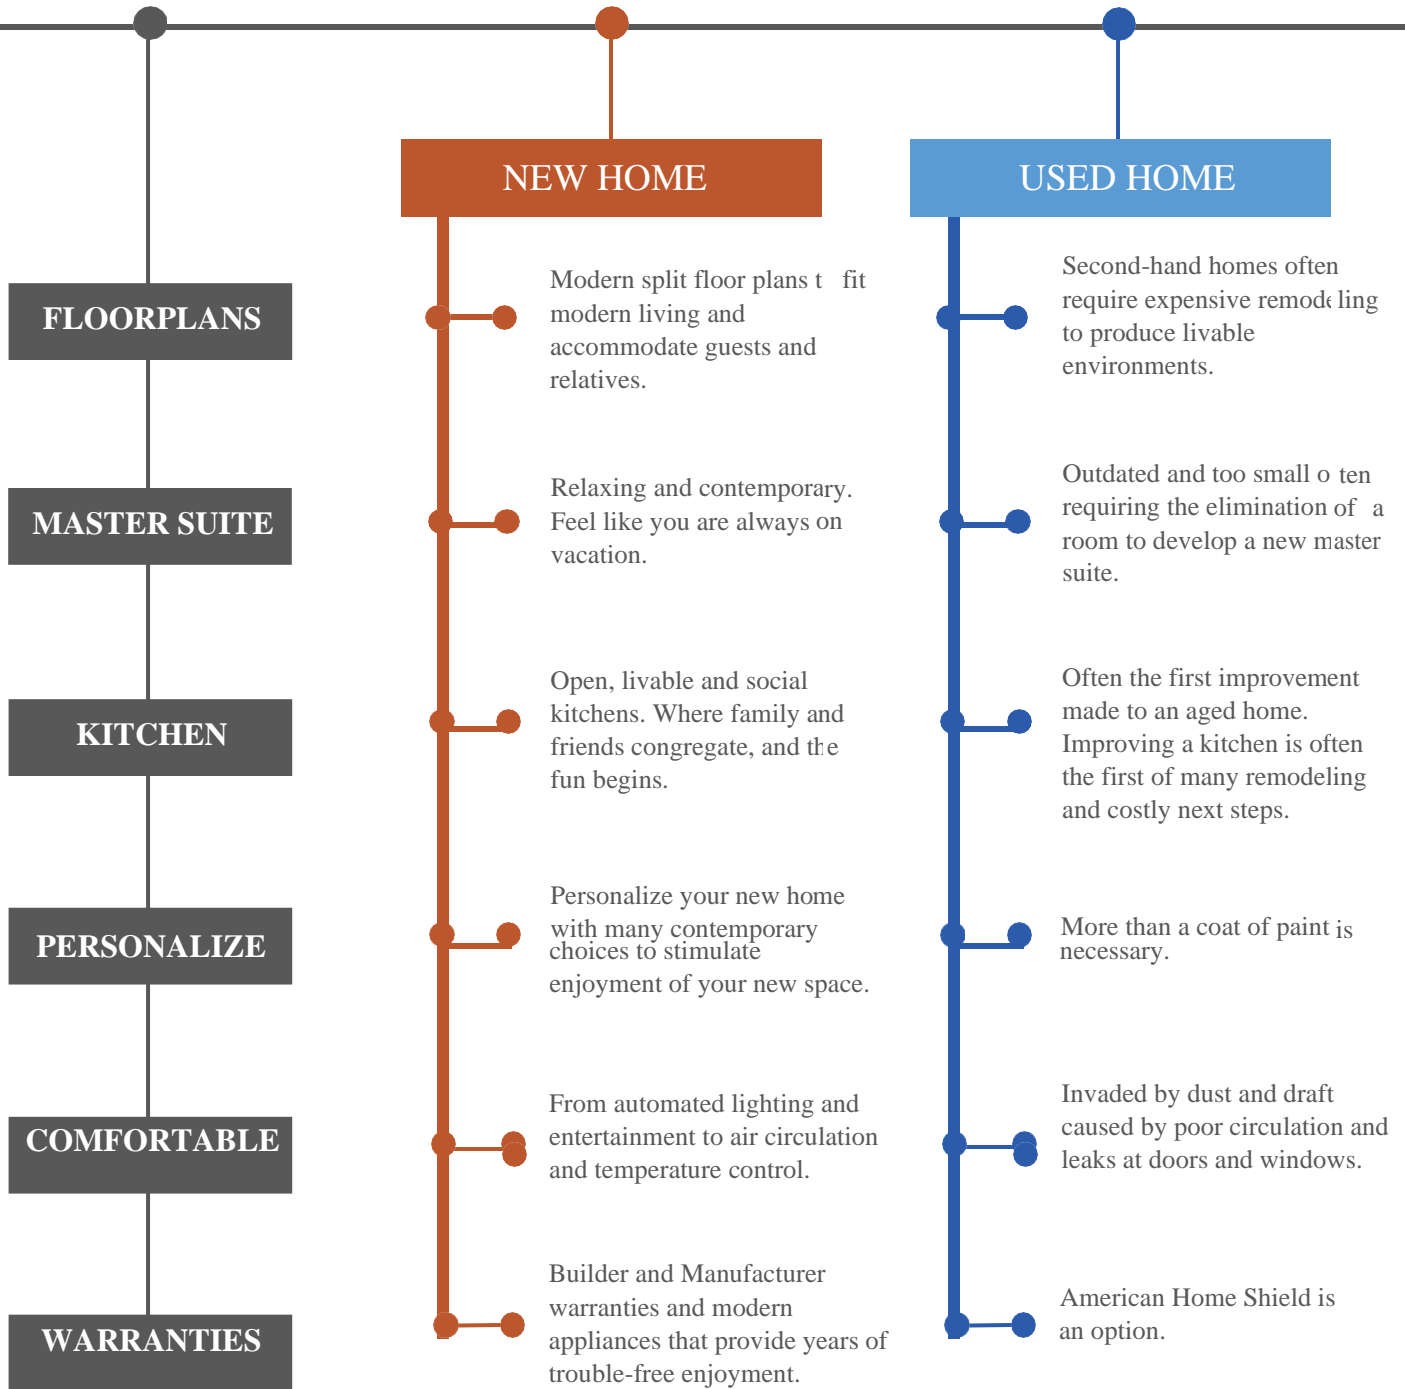 NEW HOME
USED HOME
FLOORPLANS
Modern split floor plans t fit
modern living and
accommodate guests and
relatives.
Second-hand homes often
require expensive remodeling
to produce livable
environments.
MASTER SUITE
Relaxing and contemporary.
Feel like you are always on
vacation.
Outdated and too small o ten
requiring the elimination of a
room to develop a new master
suite.
KITCHEN
Open, livable and social
kitchens. Where family and
friends congregate, and the
fun begins.
Often the first improvement
made to an aged home.
Improving a kitchen is often
the first of many remodeling
and costly next steps.
PERSONALIZE
Personalize your new home
with many contemporary
choices to stimulate
enjoyment of your new space.
More than a coat of paint is
necessary.
COMFORTABLE
From automated lighting and
entertainment to air circulation
and temperature control.
Invaded by dust and draft
caused by poor circulation and
leaks at doors and windows.
WARRANTIES
Builder and Manufacturer
warranties and modern
appliances that provide years of
trouble-free enjoyment.
American Home Shield is
an option.